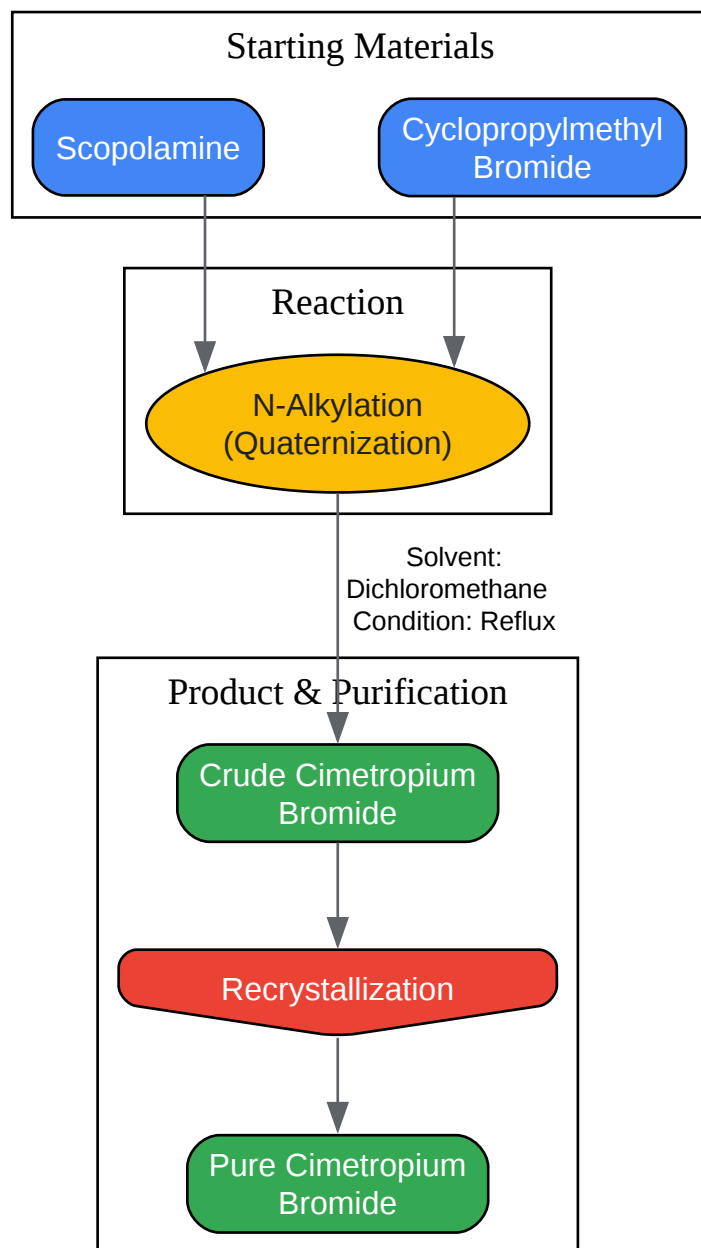 Starting Materials
Scopolamine
Cyclopropylmethyl
Bromide
Reaction
N-Alkylation
(Quaternization)
Solvent:
Dichloromethane
Condition: Reflux
Product & Purification
Crude Cimetropium
Bromide
Recrystallization
Pure Cimetropium
Bromide